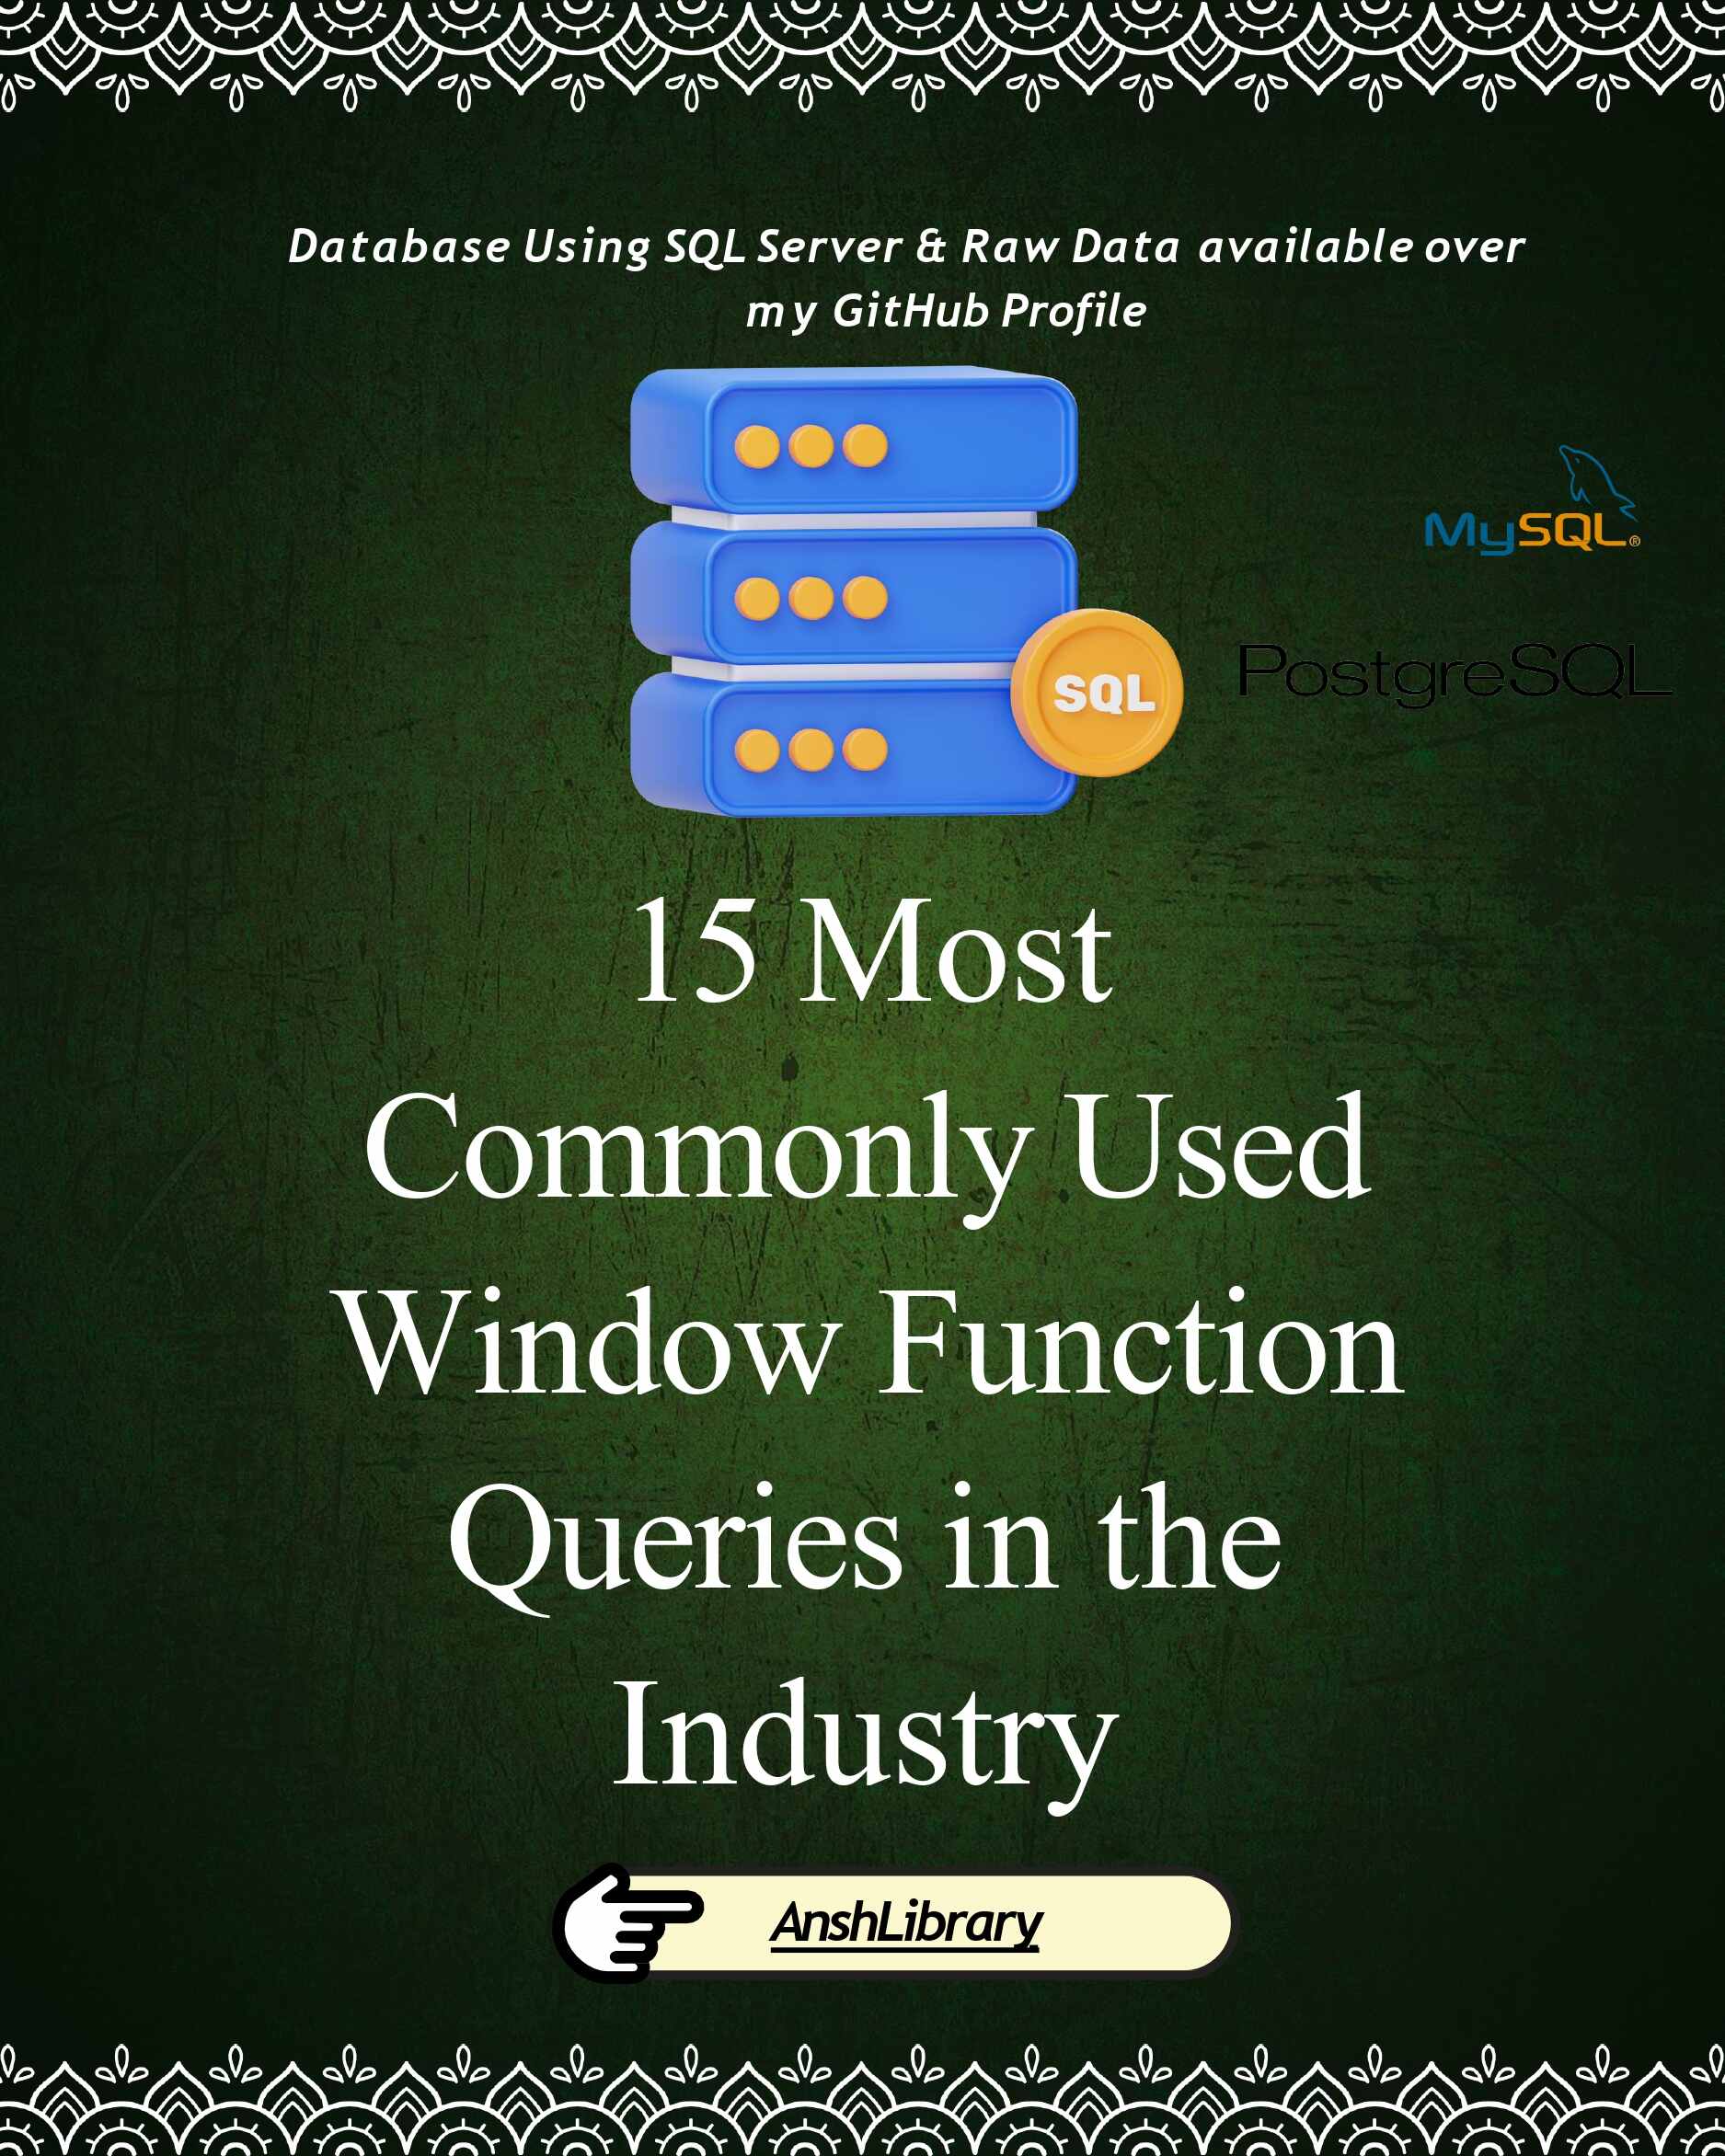 Database Using SQL Server & Raw Data available over
my GitHub Profile
MySQL®
PostgreSQL
SQL
15 Most
Commonly Used
Window Function
Queries in the
Industry
AnshLibrary